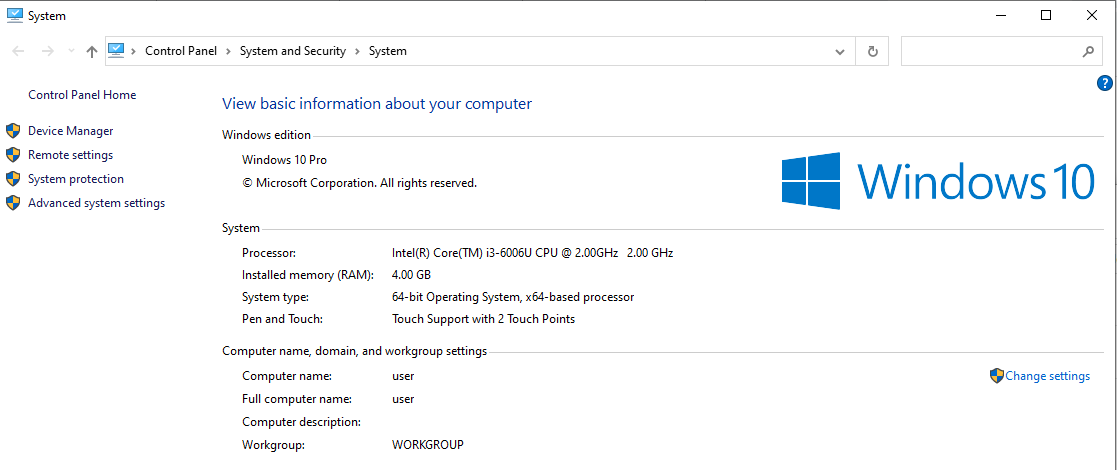 System
Control Panel > System and Security > System
Control Panel Home
Device Manager
Remote settings
System protection
Advanced system settings
?
View basic information about your computer
Windows edition
Windows 10 Pro
© Microsoft Corporation. All rights reserved.
Windows 10
System
Processor: Intel(R) Core(TM) i3-6006U CPU @ 2.00GHz 2.00 GHz
Installed memory (RAM): 4.00 GB
System type: 64-bit Operating System, x64-based processor
Pen and Touch: Touch Support with 2 Touch Points
Computer name, domain, and workgroup settings
Computer name: user
Change settings
Full computer name: user
Computer description:
Workgroup: WORKGROUP